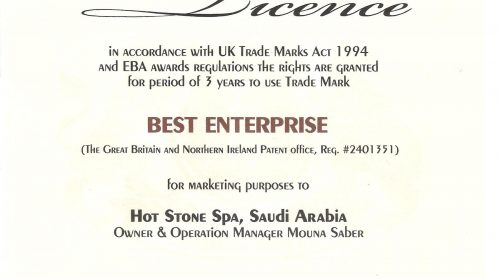 Licence
in accordance with UK Trade Marks Act 1994
and EBA awards regulations the rights are granted
for period of 3 years to use Trade Mark
BEST ENTERPRISE
(The Great Britain and Northern Ireland Patent office, Reg. #2401351)
for marketing purposes to
Hot Stone Spa, Saudi Arabia
Owner & Operation Manager Mouna Saber